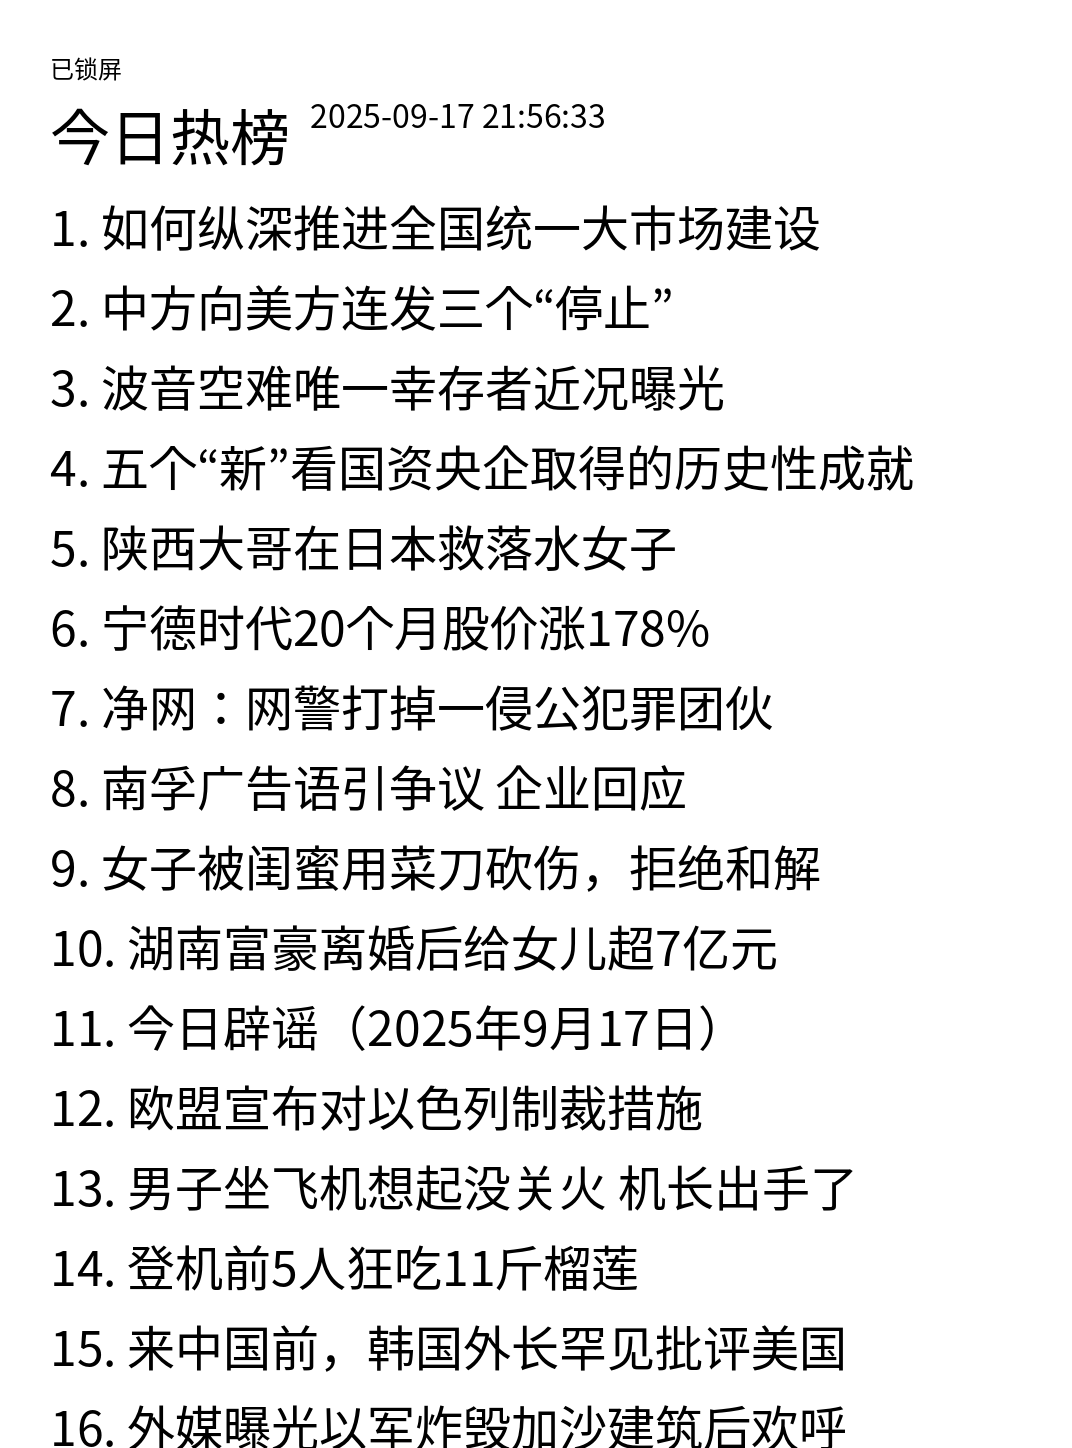 已锁屏
今日热榜 2025-09-17 21:56:33
1. 如何纵深推进全国统一大市场建设
2. 中方向美方连发三个“停止”
3. 波音空难唯一幸存者近况曝光
4. 五个“新”看国资央企取得的历史性成就
5. 陕西大哥在日本救落水女子
6. 宁德时代20个月股价涨178%
7. 净网：网警打掉一侵公犯罪团伙
8. 南孚广告语引争议 企业回应
9. 女子被闺蜜用菜刀砍伤，拒绝和解
10. 湖南富豪离婚后给女儿超7亿元
11. 今日辟谣（2025年9月17日）
12. 欧盟宣布对以色列制裁措施
13. 男子坐飞机想起没关火 机长出手了
14. 登机前5人狂吃11斤榴莲
15. 来中国前，韩国外长罕见批评美国
16. 外媒曝光以军炸毁加沙建筑后欢呼